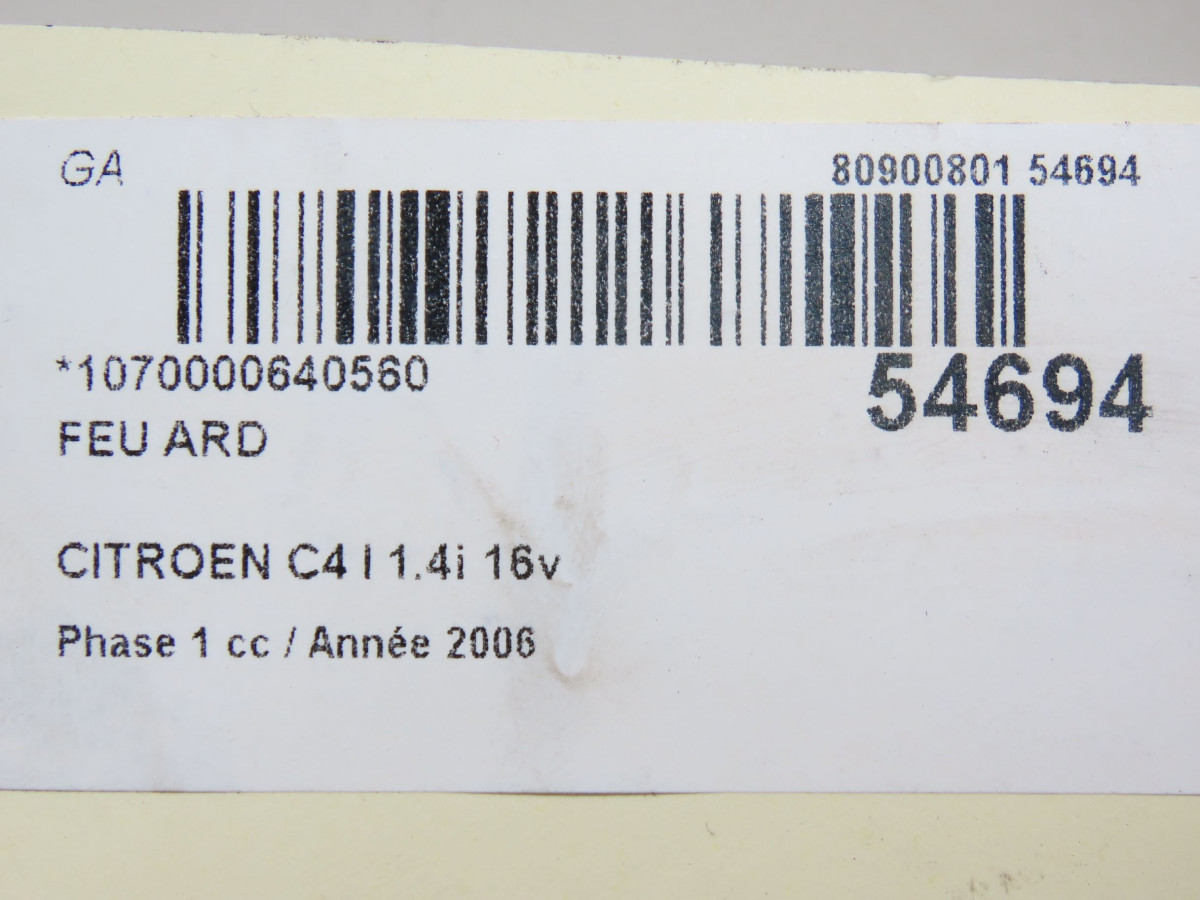 GA
80900801 54694
*1070000640560
54694
FEU ARD
CITROEN C4 I 1.4i 16v
Phase 1 cc / Année 2006